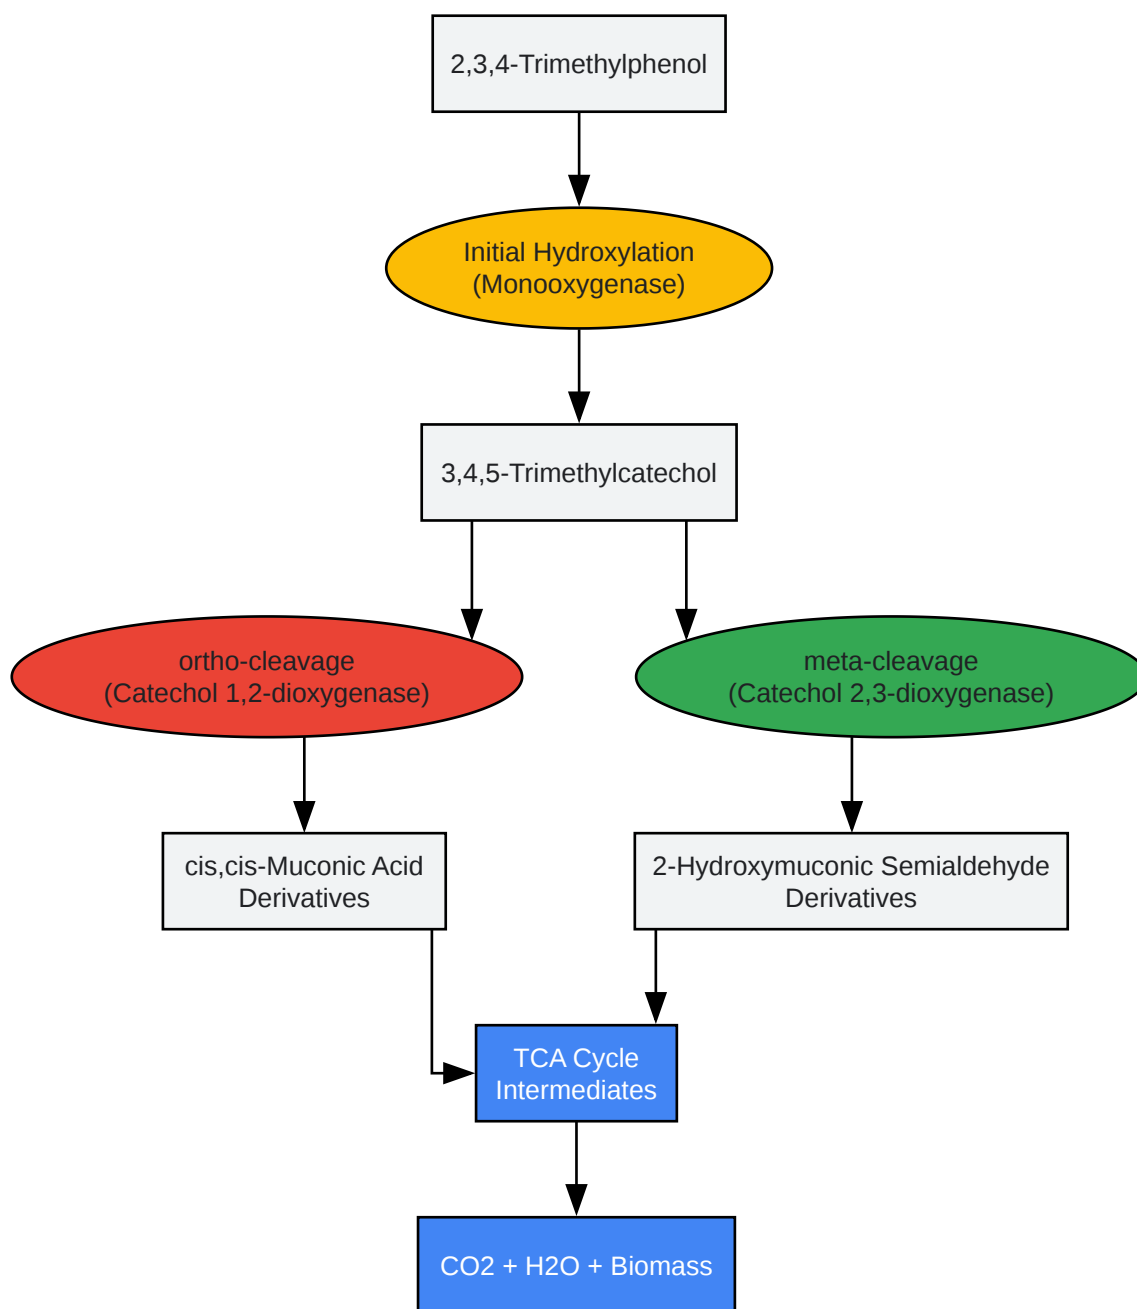 2,3,4-Trimethylphenol
Initial Hydroxylation
(Monooxygenase)
3,4,5-Trimethylcatechol
ortho-cleavage
(Catechol 1,2-dioxygenase)
meta-cleavage
(Catechol 2,3-dioxygenase)
cis,cis-Muconic Acid
Derivatives
2-Hydroxymuconic Semialdehyde
Derivatives
TCA Cycle
Intermediates
CO2 + H2O + Biomass